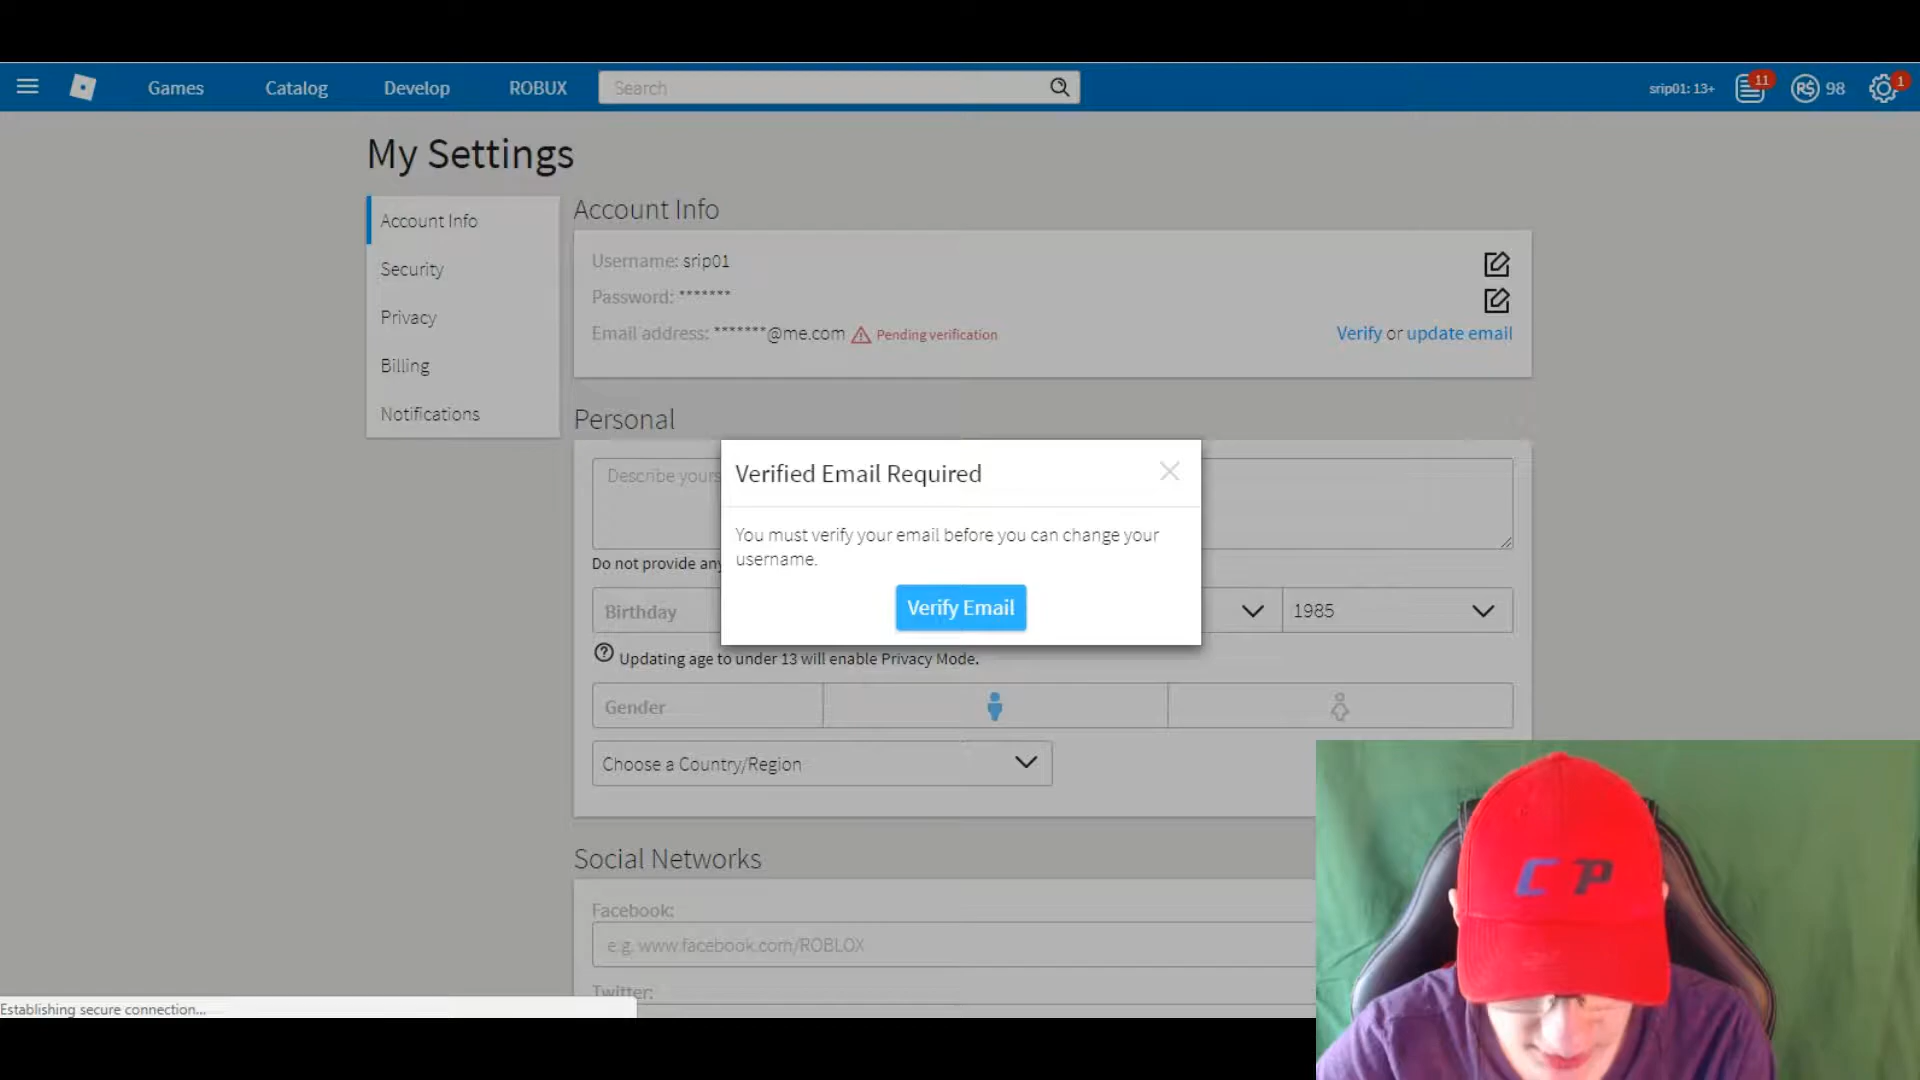 Games Catalog Develop ROBUX Search srip01: 13+ 11 R$ 98 1
My Settings
Account Info
Security
Privacy
Billing
Notifications
Account Info
Username: srip01
Password: *******
Email address: *******@me.com Pending verification Verify or update email
Personal
Describe yours
Do not provide any
Birthday 1985
Updating age to under 13 will enable Privacy Mode.
Gender
Choose a Country/Region
Verified Email Required
You must verify your email before you can change your
username.
Verify Email
Social Networks
Facebook:
e.g. www.facebook.com/ROBLOX
Twitter:
Establishing secure connection...
C P